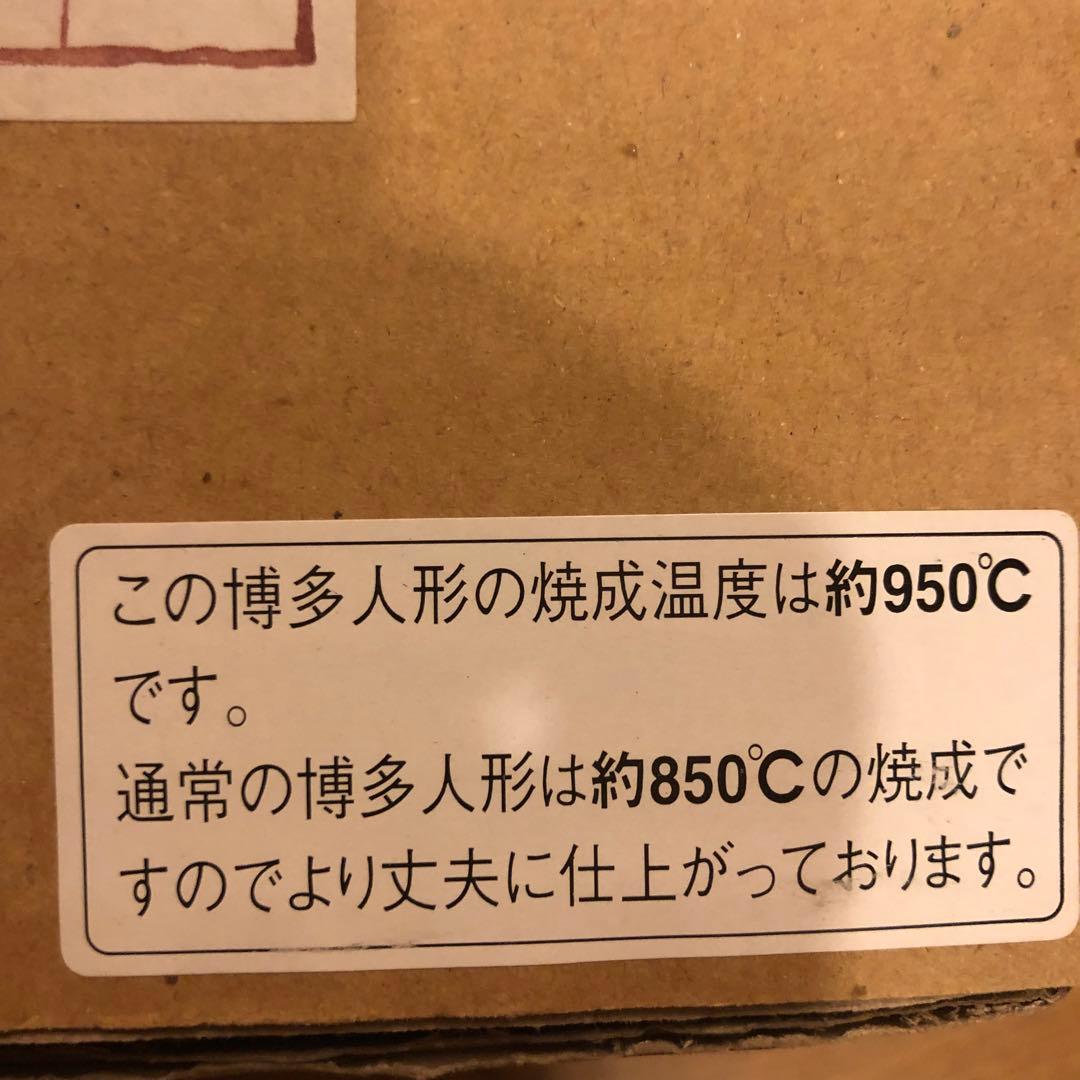 この博多人形の焼成温度は約950℃
です。
通常の博多人形は約850℃の焼成で
すのでより丈夫に仕上がっております。